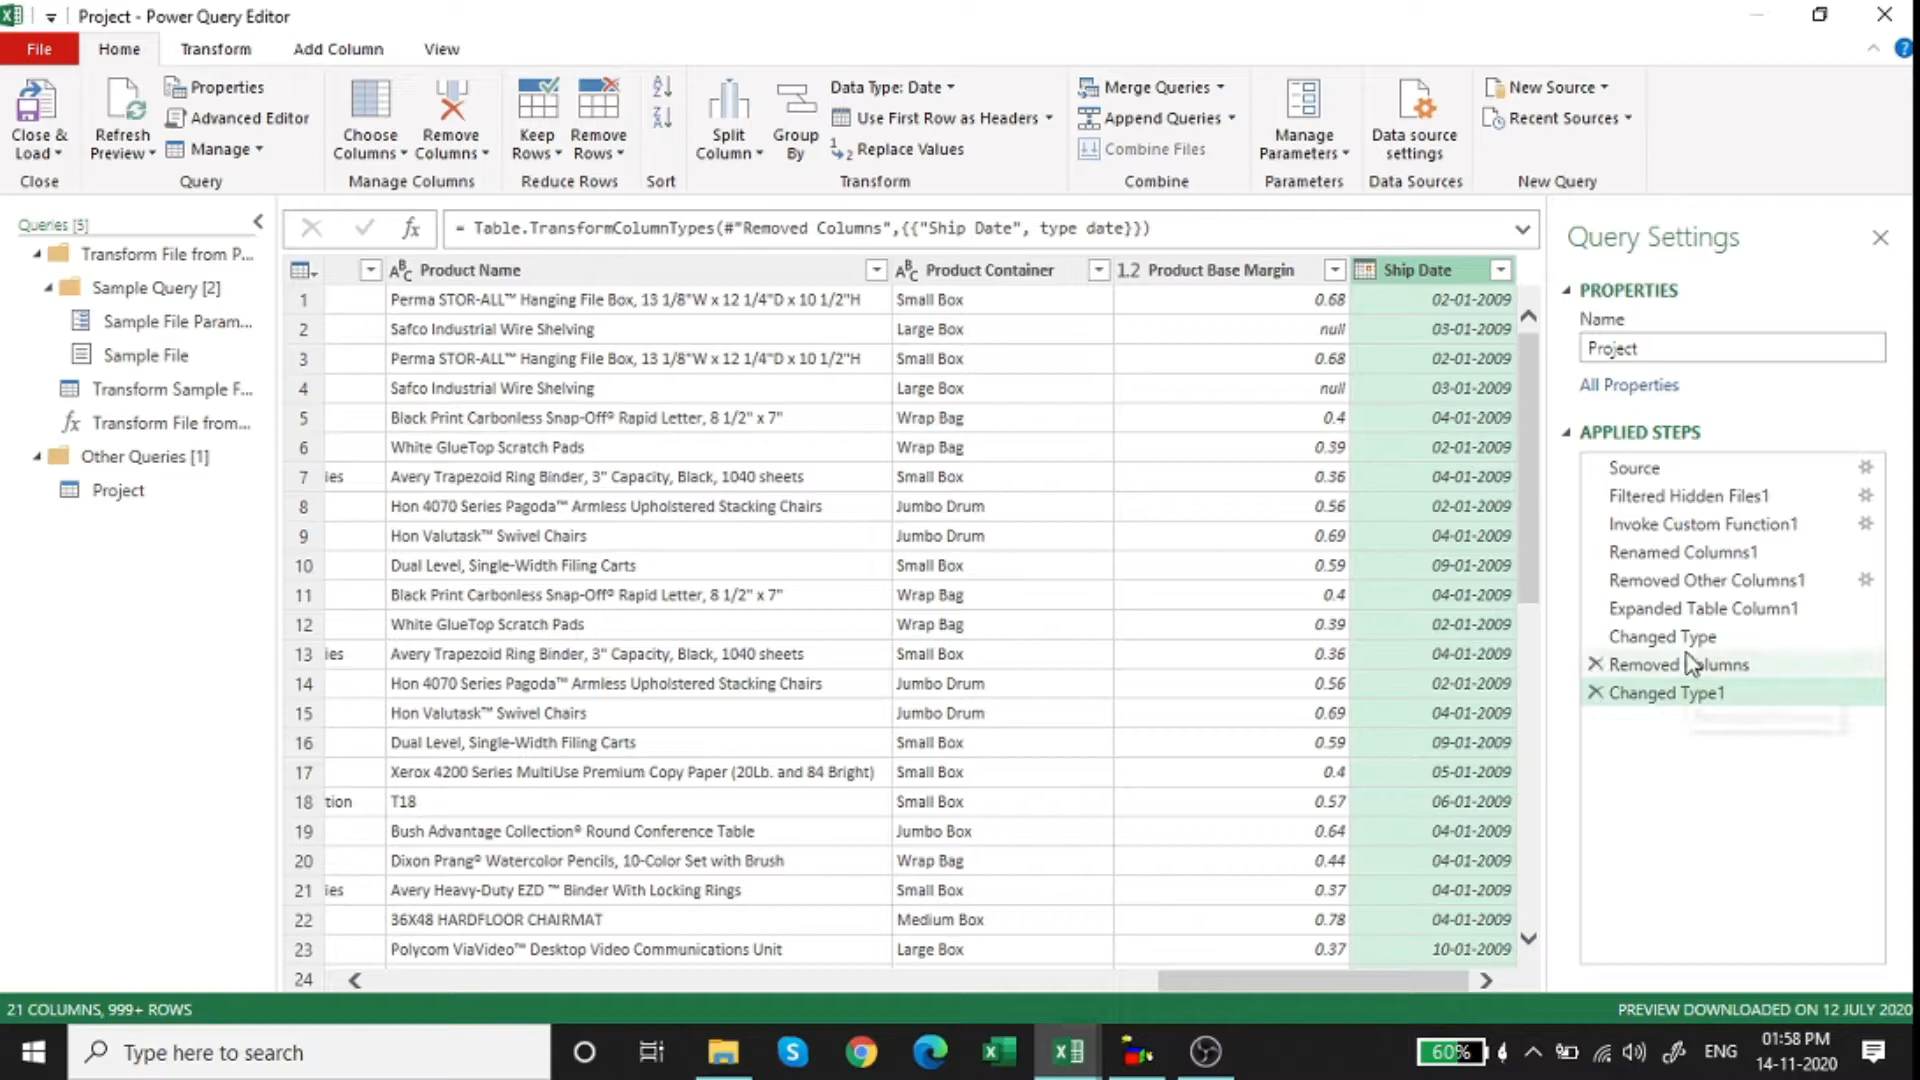 Project - Power Query Editor
File Home Transform Add Column View
Close & Load
Close
Refresh Preview
Properties
Advanced Editor
Manage
Query
Choose Columns
Remove Columns
Manage Columns
Keep Rows
Remove Rows
Reduce Rows
Sort
Split Column
Group By
Data Type: Date
Use First Row as Headers
Replace Values
Transform
Merge Queries
Append Queries
Combine Files
Combine
Manage Parameters
Parameters
Data source settings
Data Sources
New Source
Recent Sources
New Query
Queries [5]
Transform File from P...
Sample Query [2]
Sample File Param...
Sample File
Transform Sample F...
Transform File from...
Other Queries [1]
Project
fx = Table.TransformColumnTypes(#"Removed Columns",{{"Ship Date", type date}})
Product Name Product Container 1.2 Product Base Margin Ship Date
1 Perma STOR-ALL™ Hanging File Box, 13 1/8"W x 12 1/4"D x 10 1/2"H Small Box 0.68 02-01-2009
2 Safco Industrial Wire Shelving Large Box null 03-01-2009
3 Perma STOR-ALL™ Hanging File Box, 13 1/8"W x 12 1/4"D x 10 1/2"H Small Box 0.68 02-01-2009
4 Safco Industrial Wire Shelving Large Box null 03-01-2009
5 Black Print Carbonless Snap-Off® Rapid Letter, 8 1/2" x 7" Wrap Bag 0.4 04-01-2009
6 White GlueTop Scratch Pads Wrap Bag 0.39 02-01-2009
7 ies Avery Trapezoid Ring Binder, 3" Capacity, Black, 1040 sheets Small Box 0.36 04-01-2009
8 Hon 4070 Series Pagoda™ Armless Upholstered Stacking Chairs Jumbo Drum 0.56 02-01-2009
9 Hon Valutask™ Swivel Chairs Jumbo Drum 0.69 04-01-2009
10 Dual Level, Single-Width Filing Carts Small Box 0.59 09-01-2009
11 Black Print Carbonless Snap-Off® Rapid Letter, 8 1/2" x 7" Wrap Bag 0.4 04-01-2009
12 White GlueTop Scratch Pads Wrap Bag 0.39 02-01-2009
13 ies Avery Trapezoid Ring Binder, 3" Capacity, Black, 1040 sheets Small Box 0.36 04-01-2009
14 Hon 4070 Series Pagoda™ Armless Upholstered Stacking Chairs Jumbo Drum 0.56 02-01-2009
15 Hon Valutask™ Swivel Chairs Jumbo Drum 0.69 04-01-2009
16 Dual Level, Single-Width Filing Carts Small Box 0.59 09-01-2009
17 Xerox 4200 Series MultiUse Premium Copy Paper (20Lb. and 84 Bright) Small Box 0.4 05-01-2009
18 tion T18 Small Box 0.57 06-01-2009
19 Bush Advantage Collection® Round Conference Table Jumbo Box 0.64 04-01-2009
20 Dixon Prang® Watercolor Pencils, 10-Color Set with Brush Wrap Bag 0.44 04-01-2009
21 ies Avery Heavy-Duty EZD ™ Binder With Locking Rings Small Box 0.37 04-01-2009
22 36X48 HARDFLOOR CHAIRMAT Medium Box 0.78 04-01-2009
23 Polycom ViaVideo™ Desktop Video Communications Unit Large Box 0.37 10-01-2009
24
Query Settings
PROPERTIES
Name
Project
All Properties
APPLIED STEPS
Source
Filtered Hidden Files1
Invoke Custom Function1
Renamed Columns1
Removed Other Columns1
Expanded Table Column1
Changed Type
Removed Columns
Changed Type1
21 COLUMNS, 999+ ROWS
PREVIEW DOWNLOADED ON 12 JULY 2020
Type here to search
60%
ENG
01:58 PM
14-11-2020